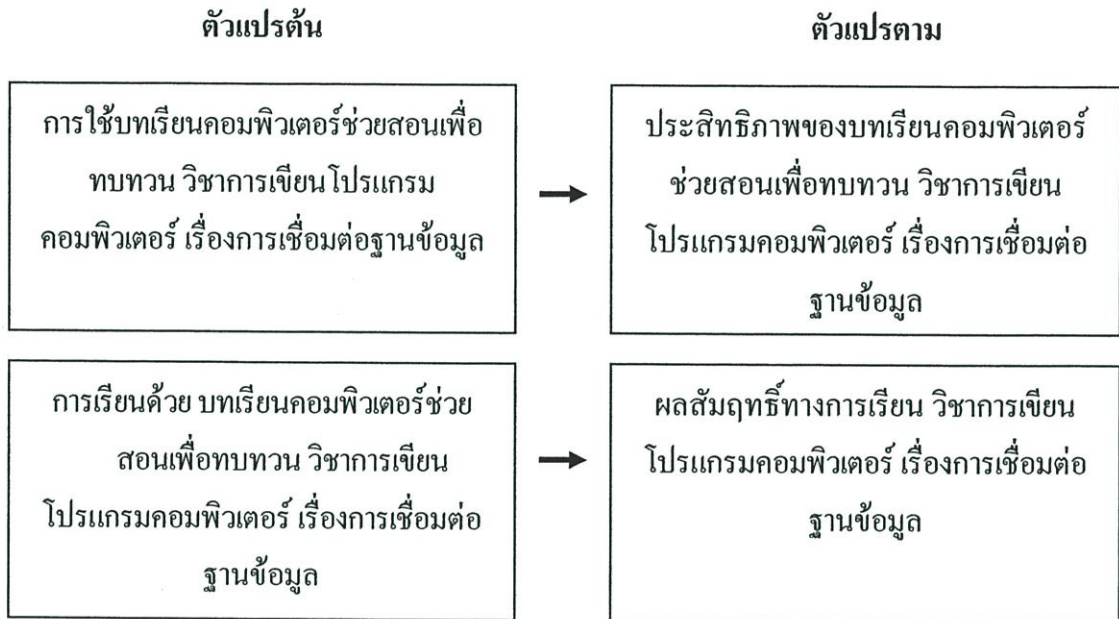 ตัวแปรต้น
ตัวแปรตาม
การใช้บทเรียนคอมพิวเตอร์ช่วยสอนเพื่อ
ทบทวน วิชาการเขียนโปรแกรม
คอมพิวเตอร์ เรื่องการเชื่อมต่อฐานข้อมูล
ประสิทธิภาพของบทเรียนคอมพิวเตอร์
ช่วยสอนเพื่อทบทวน วิชาการเขียน
โปรแกรมคอมพิวเตอร์ เรื่องการเชื่อมต่อ
ฐานข้อมูล
การเรียนด้วย บทเรียนคอมพิวเตอร์ช่วย
สอนเพื่อทบทวน วิชาการเขียน
โปรแกรมคอมพิวเตอร์ เรื่องการเชื่อมต่อ
ฐานข้อมูล
ผลสัมฤทธิ์ทางการเรียน วิชาการเขียน
โปรแกรมคอมพิวเตอร์ เรื่องการเชื่อมต่อ
ฐานข้อมูล